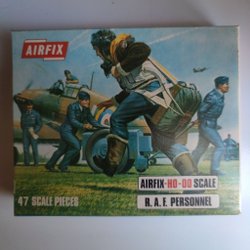 AIRFIX
AIRFIX-HO-OO SCALE
47 SCALE PIECES
R.A.F. PERSONNEL